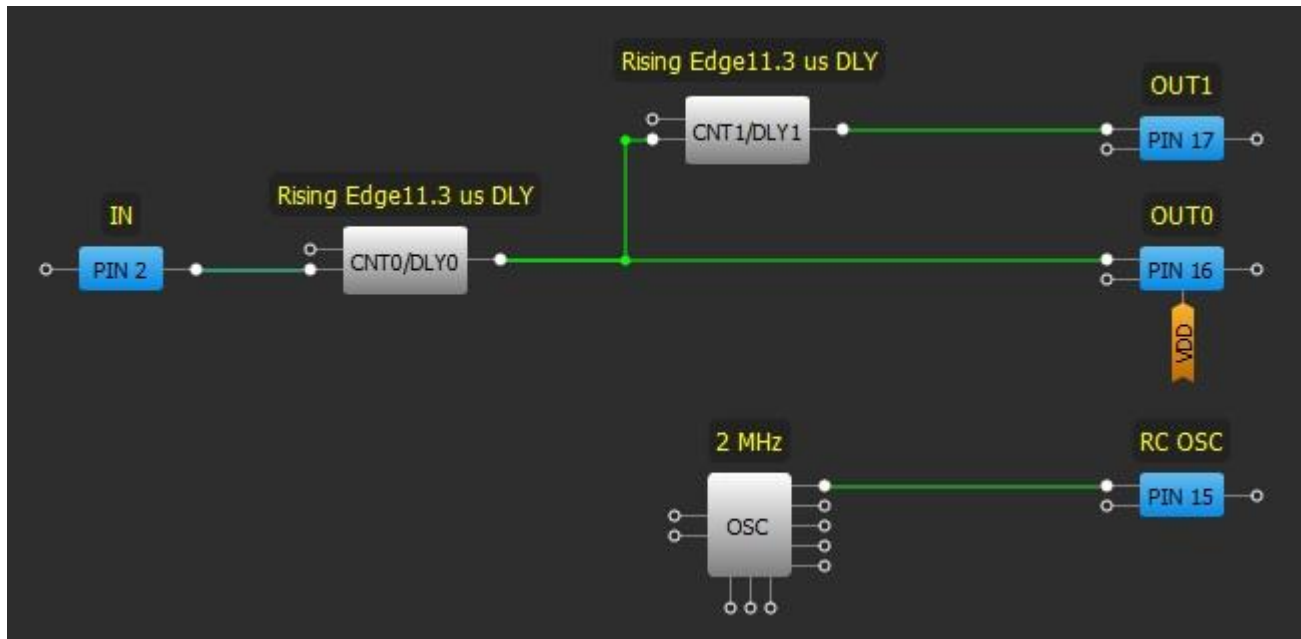 Rising Edge11.3 us DLY
OUT1
CNT1/DLY1
PIN 17
Rising Edge11.3 us DLY
IN
OUT0
PIN 2
CNT0/DLY0
PIN 16
VDD
2 MHz
RC OSC
OSC
PIN 15